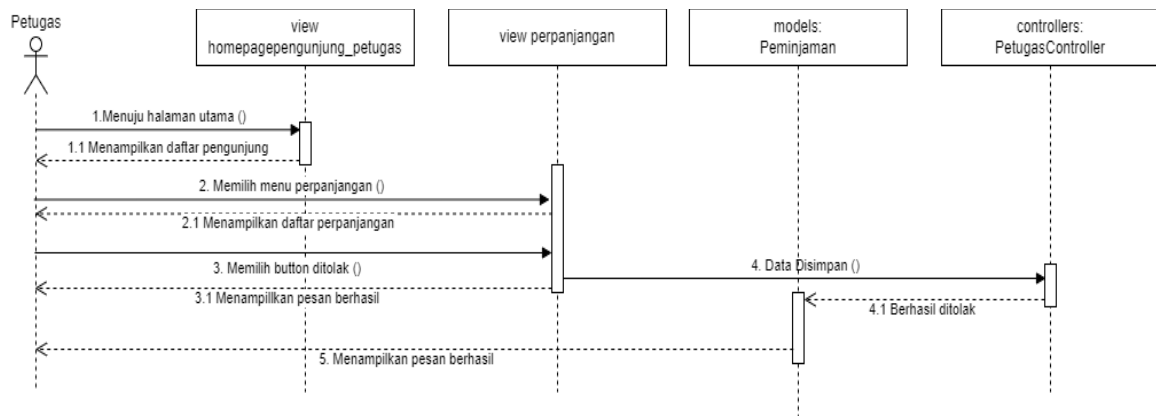 Petugas
view
homepagepengunjung_petugas
view perpanjangan
models:
Peminjaman
controllers:
PetugasController
1.Menuju halaman utama ()
1.1 Menampilkan daftar pengunjung
2. Memilih menu perpanjangan ()
2.1 Menampilkan daftar perpanjangan
3. Memilih button ditolak ()
4. Data Disimpan ()
3.1 Menampillkan pesan berhasil
4.1 Berhasil ditolak
5. Menampilkan pesan berhasil